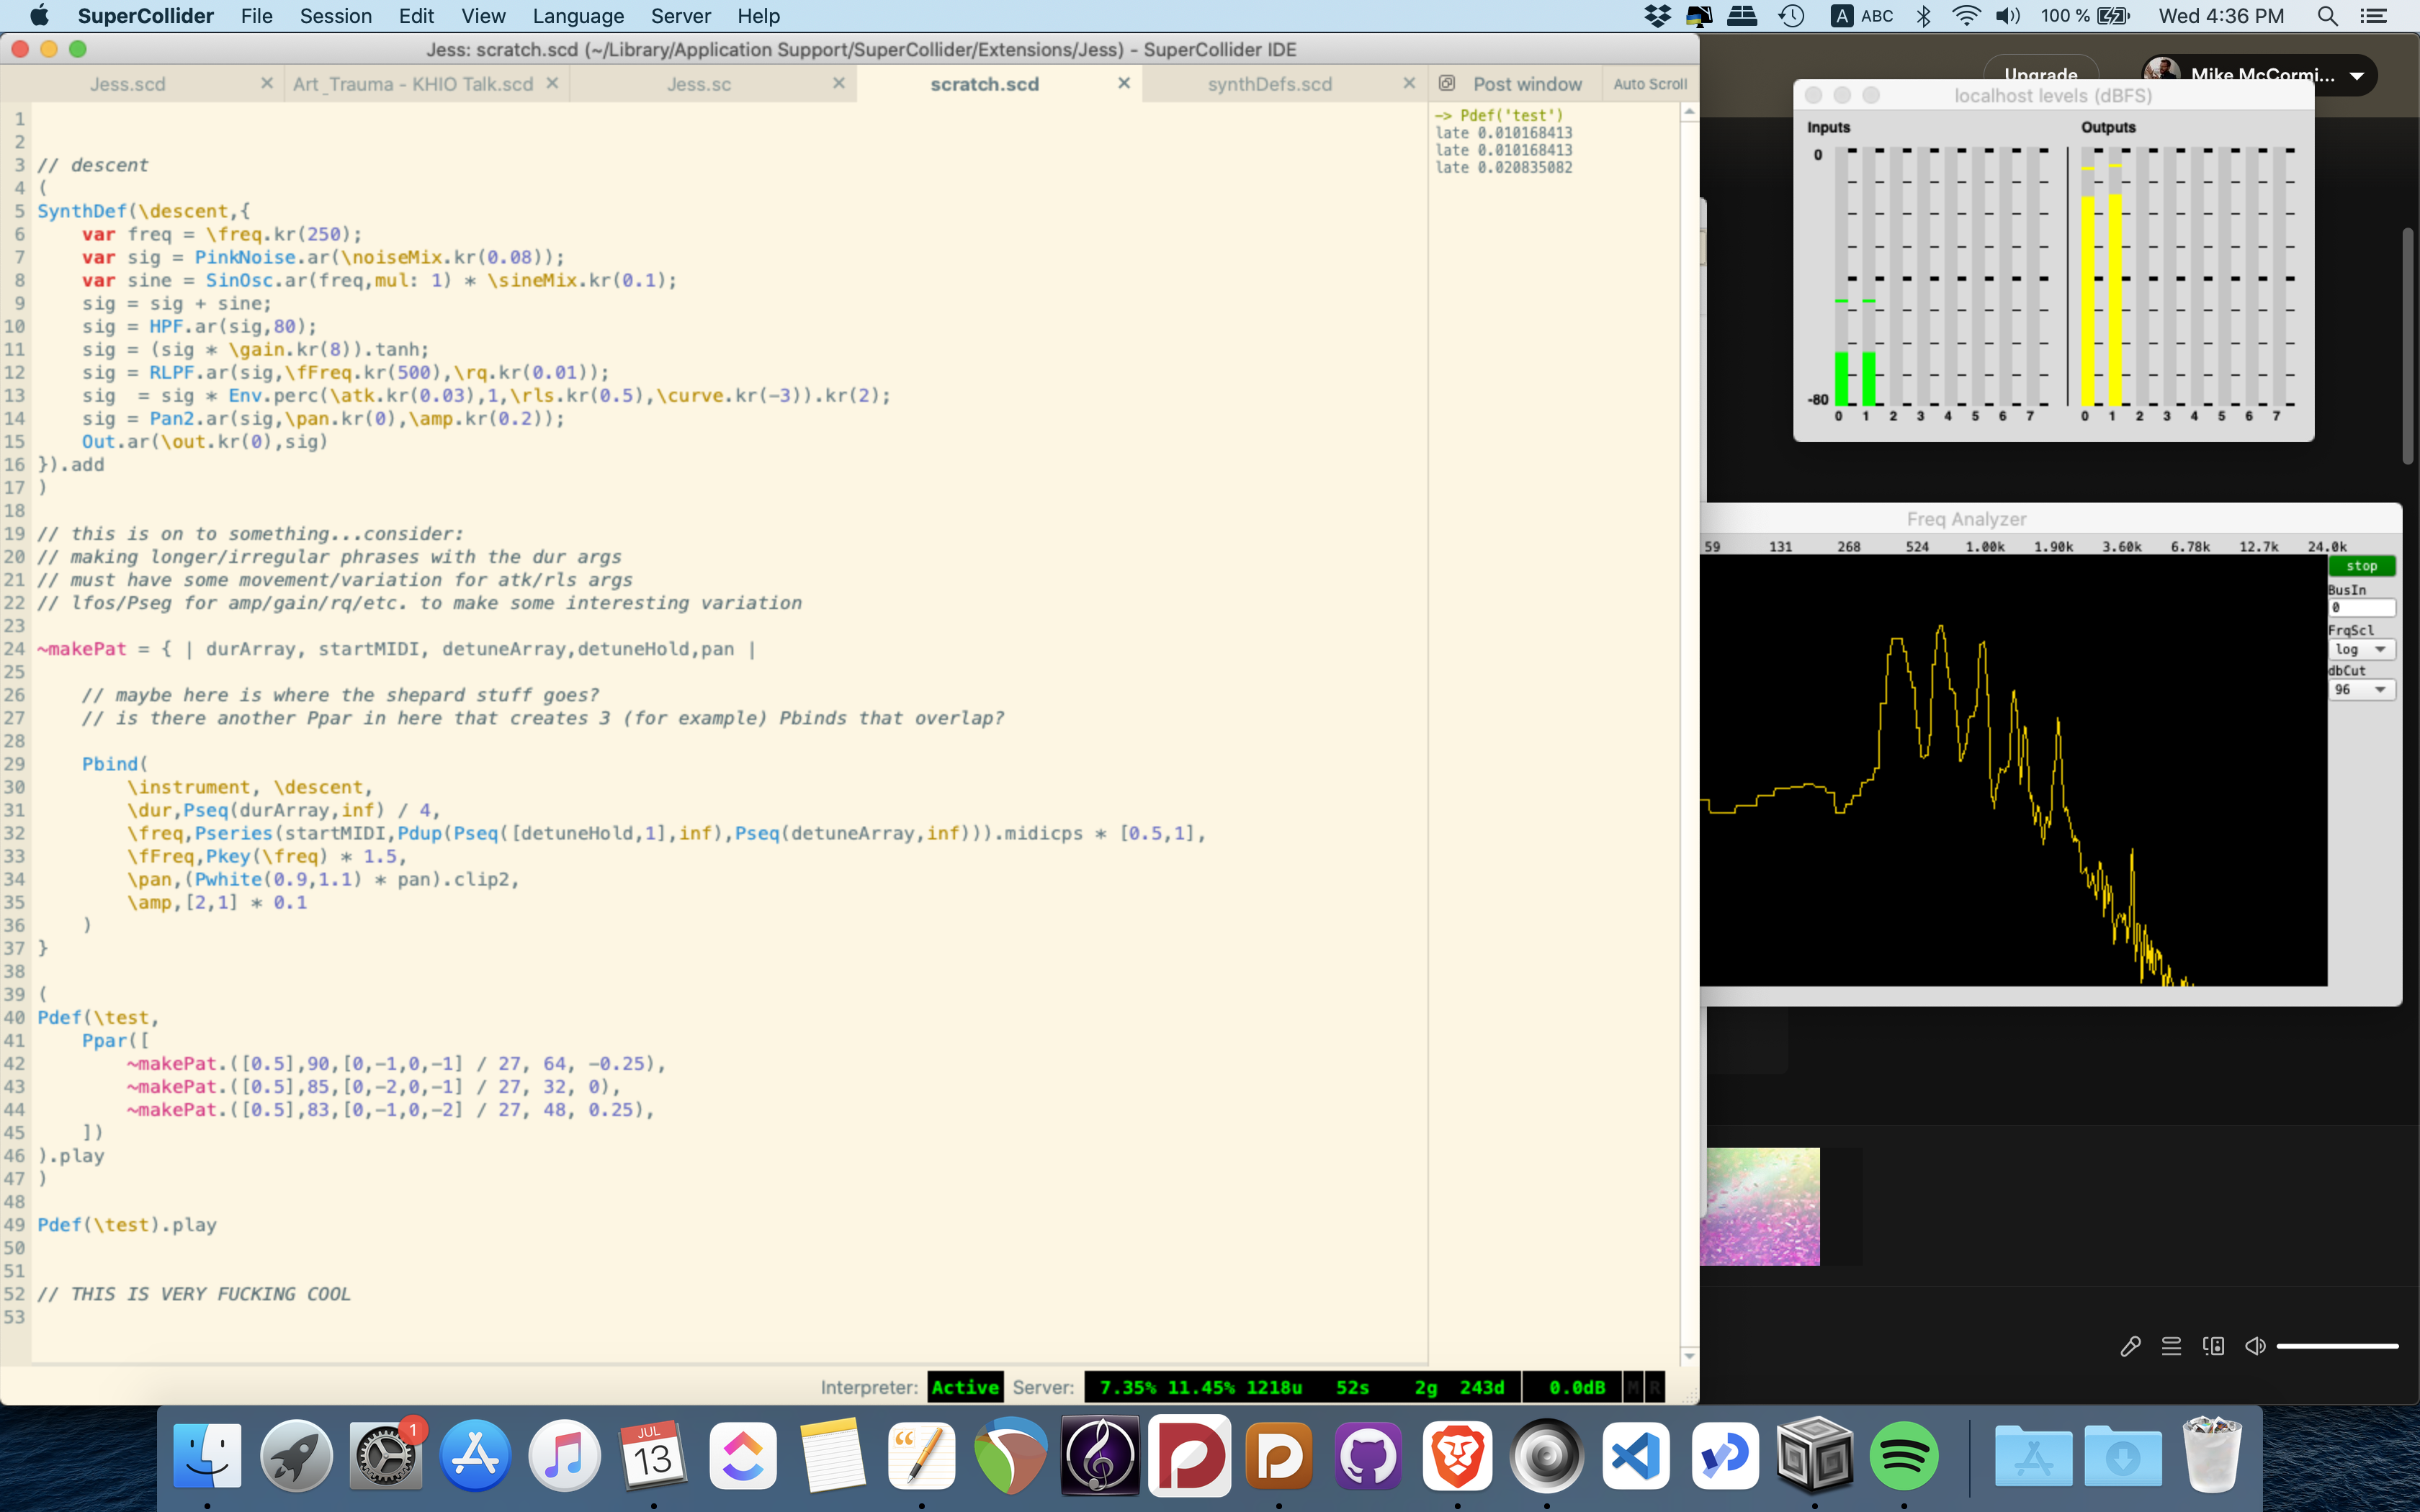 SuperCollider File Session Edit View Language Server Help
A ABC 100 % Wed 4:36 PM
Jess: scratch.scd (~/Library/Application Support/SuperCollider/Extensions/Jess) - SuperCollider IDE
Jess.scd Art_Trauma - KHIO Talk.scd Jess.sc scratch.scd synthDefs.scd
Post window Auto Scroll
1
2
3 // descent
4 (
5 SynthDef(\descent,{
6 var freq = \freq.kr(250);
7 var sig = PinkNoise.ar(\noiseMix.kr(0.08));
8 var sine = SinOsc.ar(freq,mul: 1) * \sineMix.kr(0.1);
9 sig = sig + sine;
10 sig = HPF.ar(sig,80);
11 sig = (sig * \gain.kr(8)).tanh;
12 sig = RLPF.ar(sig,\fFreq.kr(500),\rq.kr(0.01));
13 sig  = sig * Env.perc(\atk.kr(0.03),1,\rls.kr(0.5),\curve.kr(-3)).kr(2);
14 sig = Pan2.ar(sig,\pan.kr(0),\amp.kr(0.2));
15 Out.ar(\out.kr(0),sig)
16 }).add
17 )
18
19 // this is on to something...consider:
20 // making longer/irregular phrases with the dur args
21 // must have some movement/variation for atk/rls args
22 // lfos/Pseg for amp/gain/rq/etc. to make some interesting variation
23
24 ~makePat = { | durArray, startMIDI, detuneArray,detuneHold,pan |
25
26 // maybe here is where the shepard stuff goes?
27 // is there another Ppar in here that creates 3 (for example) Pbinds that overlap?
28
29 Pbind(
30 \instrument, \descent,
31 \dur,Pseq(durArray,inf) / 4,
32 \freq,Pseries(startMIDI,Pdup(Pseq([detuneHold,1],inf),Pseq(detuneArray,inf))).midicps * [0.5,1],
33 \fFreq,Pkey(\freq) * 1.5,
34 \pan,(Pwhite(0.9,1.1) * pan).clip2,
35 \amp,[2,1] * 0.1
36 )
37 }
38
39 (
40 Pdef(\test,
41 Ppar([
42 ~makePat.([0.5],90,[0,-1,0,-1] / 27, 64, -0.25),
43 ~makePat.([0.5],85,[0,-2,0,-1] / 27, 32, 0),
44 ~makePat.([0.5],83,[0,-1,0,-2] / 27, 48, 0.25),
45 ])
46 ).play
47 )
48
49 Pdef(\test).play
50
51
52 // THIS IS VERY FUCKING COOL
53
-> Pdef('test')
late 0.010168413
late 0.010168413
late 0.020835082
Interpreter: Active Server: 7.35% 11.45% 1218u 52s 2g 243d 0.0dB M R
Upgrade Mike McCormi...
localhost levels (dBFS)
Inputs Outputs
0
-80
0 1 2 3 4 5 6 7 0 1 2 3 4 5 6 7
Freq Analyzer
59 131 268 524 1.00k 1.90k 3.60k 6.78k 12.7k 24.0k
stop
BusIn
0
FrqScl
log
dbCut
96
1
JUL
13